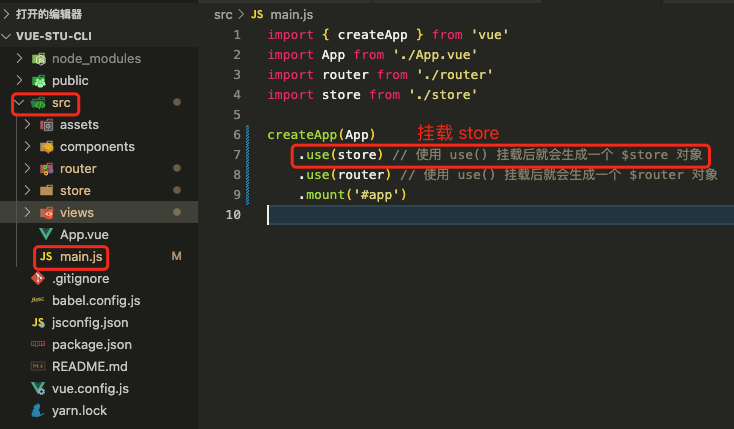 打开的编辑器
VUE-STU-CLI
node_modules
public
src
assets
components
router
store
views
App.vue
JS main.js M
.gitignore
babel.config.js
JS jsconfig.json
package.json
README.md
vue.config.js
yarn.lock
src > JS main.js
1 import { createApp } from 'vue'
2 import App from './App.vue'
3 import router from './router'
4 import store from './store'
5
6 createApp(App) 挂载 store
7 .use(store) // 使用 use() 挂载后就会生成一个 $store 对象
8 .use(router) // 使用 use() 挂载后就会生成一个 $router 对象
9 .mount('#app')
10